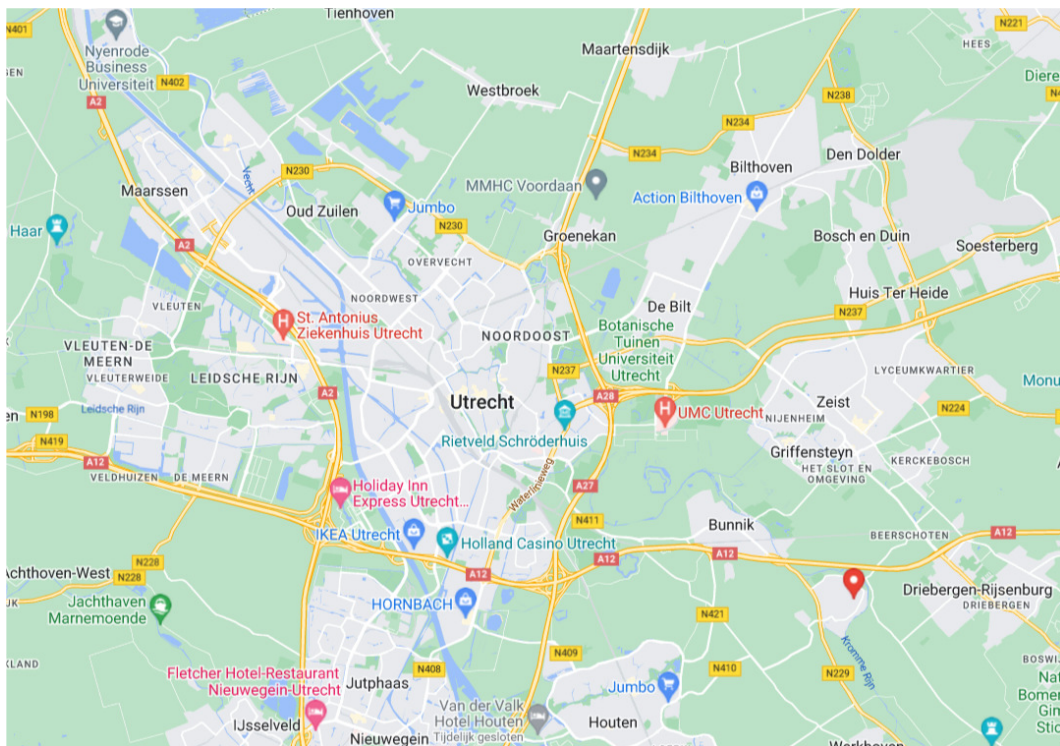 Tienhoven
N401
N221
Nyenrode
Business
Universiteit
Maartensdijk
HEES
N402
Westbroek
A2
N238
N234
N234
Bilthoven
Den Dolder
N230
MMHC Voordaan
Maarssen
Vecht
Action Bilthoven
Oud Zuilen
Jumbo
N230
Haar
Groenekan
Bosch en Duin
Soesterberg
A2
OVERVECHT
VLEUTEN
NOORDWEST
De Bilt
Huis Ter Heide
N237
St. Antonius
Ziekenhuis Utrecht
NOORDOOST
Botanische
Tuinen
Universiteit
Utrecht
VLEUTEN-DE
MEERN
VLEUTERWEIDE
LEIDSCHE RIJN
N237
LYCEUMKWARTIER
A2
A28
Leidsche Rijn
Utrecht
UMC Utrecht
Zeist
N224
N198
NIJENHEIM
N419
Rietveld Schröderhuis
Griffensteyn
A12
KERCKEBOSCH
HET SLOT EN
OMGEVING
VELDHUIZEN
DE MEERN
Waterlinieweg
Holiday Inn
Express Utrecht...
A27
N411
Bunnik
IKEA Utrecht
Holland Casino Utrecht
BEERSCHOTEN
A12
A12
A12
N228
Achthoven-West
N228
A12
Driebergen-Rijsenburg
DRIEBERGEN
Jachthaven
Marnemoende
HORNBACH
N421
Kromme Rijn
N409
N408
N410
N229
Fletcher Hotel-Restaurant
Nieuwegein-Utrecht
Jutphaas
Jumbo
Van der Valk
Hotel Houten
Tijdelijk gesloten
IJsselveld
Nieuwegein
Houten